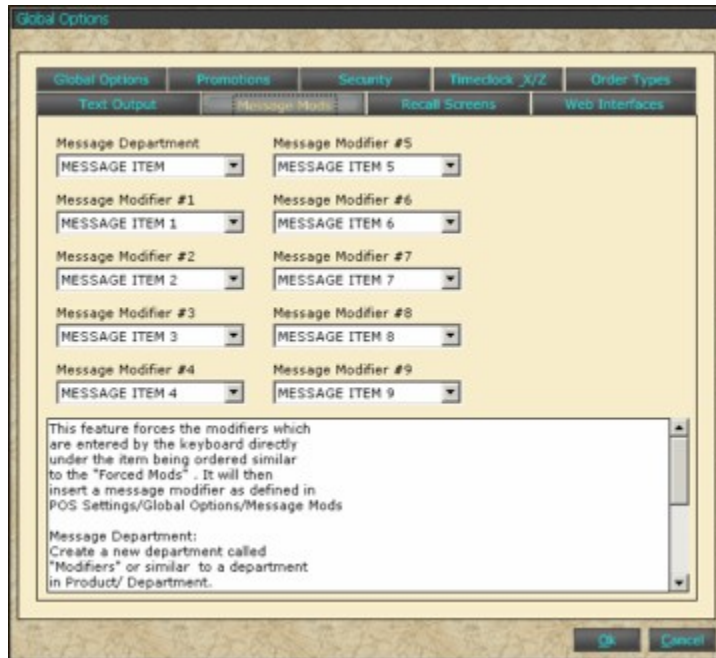 Global Options
Global Options Promotions Security Timeclock_X/Z Order Types
Text Output Message Mods Recall Screens Web Interfaces
Message Department Message Modifier #5
MESSAGE ITEM MESSAGE ITEM 5
Message Modifier #1 Message Modifier #6
MESSAGE ITEM 1 MESSAGE ITEM 6
Message Modifier #2 Message Modifier #7
MESSAGE ITEM 2 MESSAGE ITEM 7
Message Modifier #3 Message Modifier #8
MESSAGE ITEM 3 MESSAGE ITEM 8
Message Modifier #4 Message Modifier #9
MESSAGE ITEM 4 MESSAGE ITEM 9
This feature forces the modifiers which
are entered by the keyboard directly
under the item being ordered similar
to the "Forced Mods" . It will then
insert a message modifier as defined in
POS Settings/Global Options/Message Mods
Message Department:
Create a new department called
"Modifiers" or similar to a department
in Product/ Department.
Ok Cancel